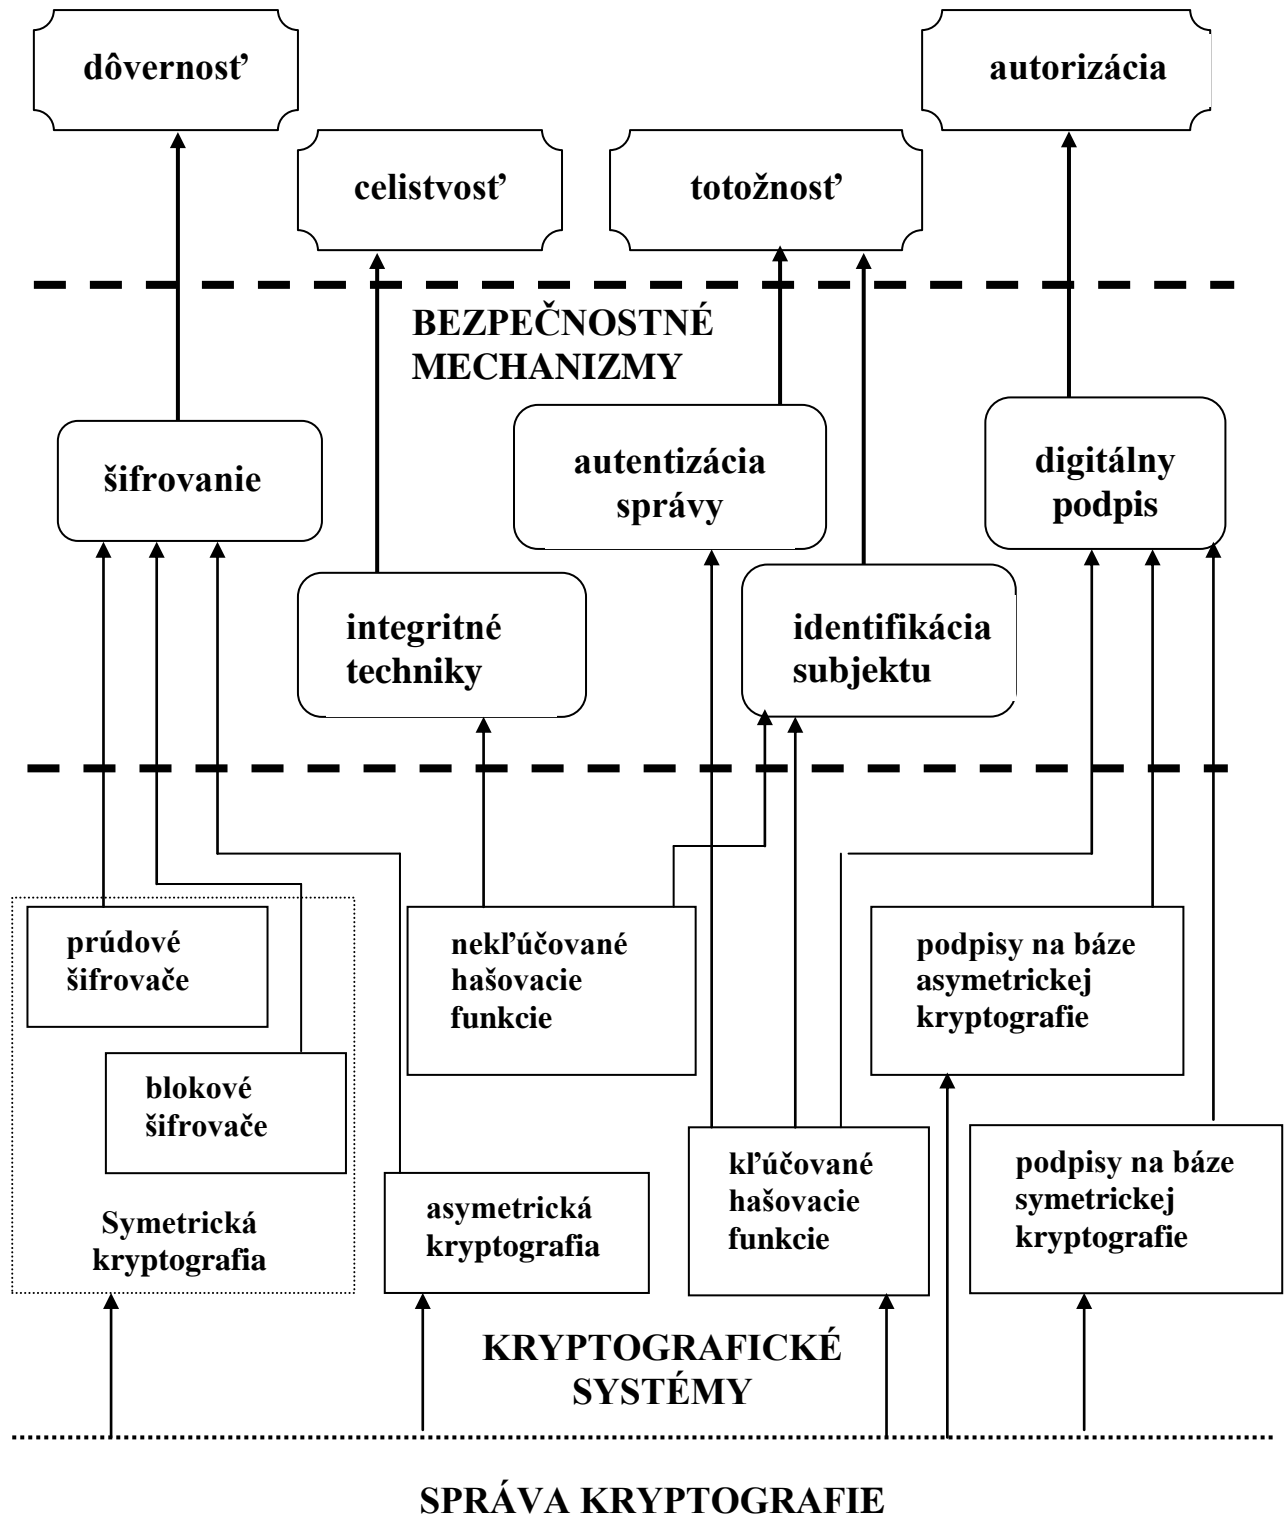 dôvernosť
autorizácia
celistvosť
totožnosť
BEZPEČNOSTNÉ
MECHANIZMY
šifrovanie
autentizácia
správy
digitálny
podpis
integritné
techniky
identifikácia
subjektu
prúdové
šifrovače
nekľúčované
hašovacie
funkcie
podpisy na báze
asymetrickej
kryptografie
blokové
šifrovače
Symetrická
kryptografia
asymetrická
kryptografia
kľúčované
hašovacie
funkcie
podpisy na báze
symetrickej
kryptografie
KRYPTOGRAFICKÉ
SYSTÉMY
SPRÁVA KRYPTOGRAFIE